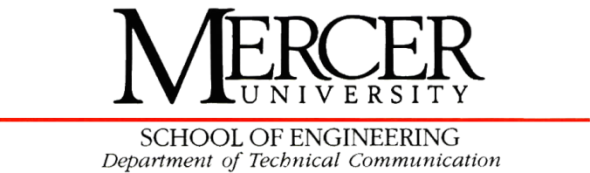 MERCER
UNIVERSITY
SCHOOL OF ENGINEERING
Department of Technical Communication